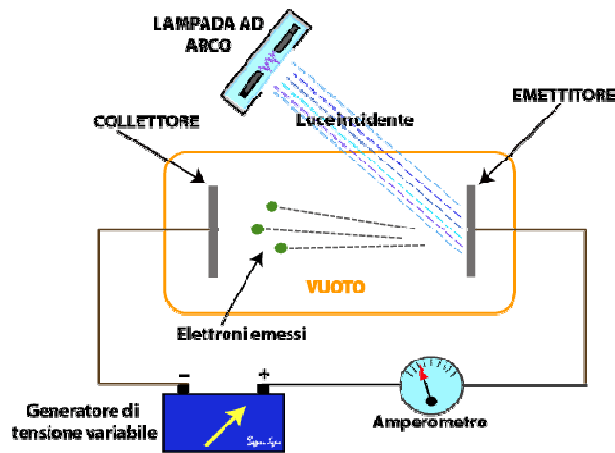 LAMPADA AD
ARCO
EMETTITORE
COLLETTORE
Luce incidente
VUOTO
Elettroni emessi
− +
Generatore di
tensione variabile
Amperometro